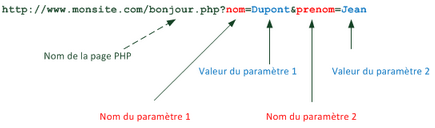 http://www.monsite.com/bonjour.php?nom=Dupont&prenom=Jean
Nom de la page PHP
Valeur du paramètre 1
Valeur du paramètre 2
Nom du paramètre 1
Nom du paramètre 2